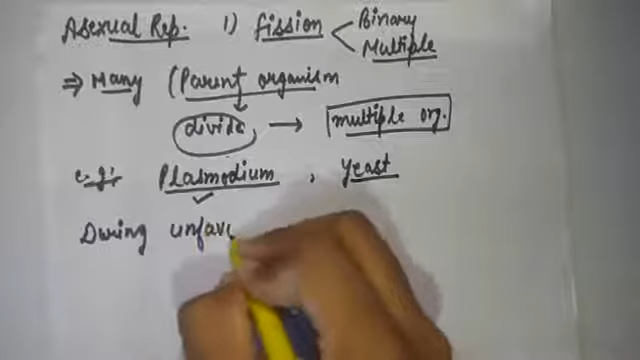 Asexual Rep. 1) fission < Binary
Multiple
⇒ Many (Parent organism
divide → multiple org.
e.g. Plasmodium, Yeast
During unfav